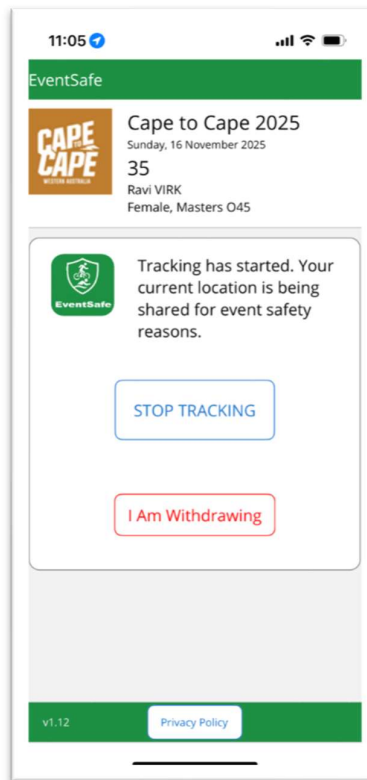 11:05
EventSafe
CAPE
TO
CAPE
WESTERN AUSTRALIA
Cape to Cape 2025
Sunday, 16 November 2025
35
Ravi VIRK
Female, Masters O45
EventSafe
Tracking has started. Your
current location is being
shared for event safety
reasons.
STOP TRACKING
I Am Withdrawing
v1.12
Privacy Policy